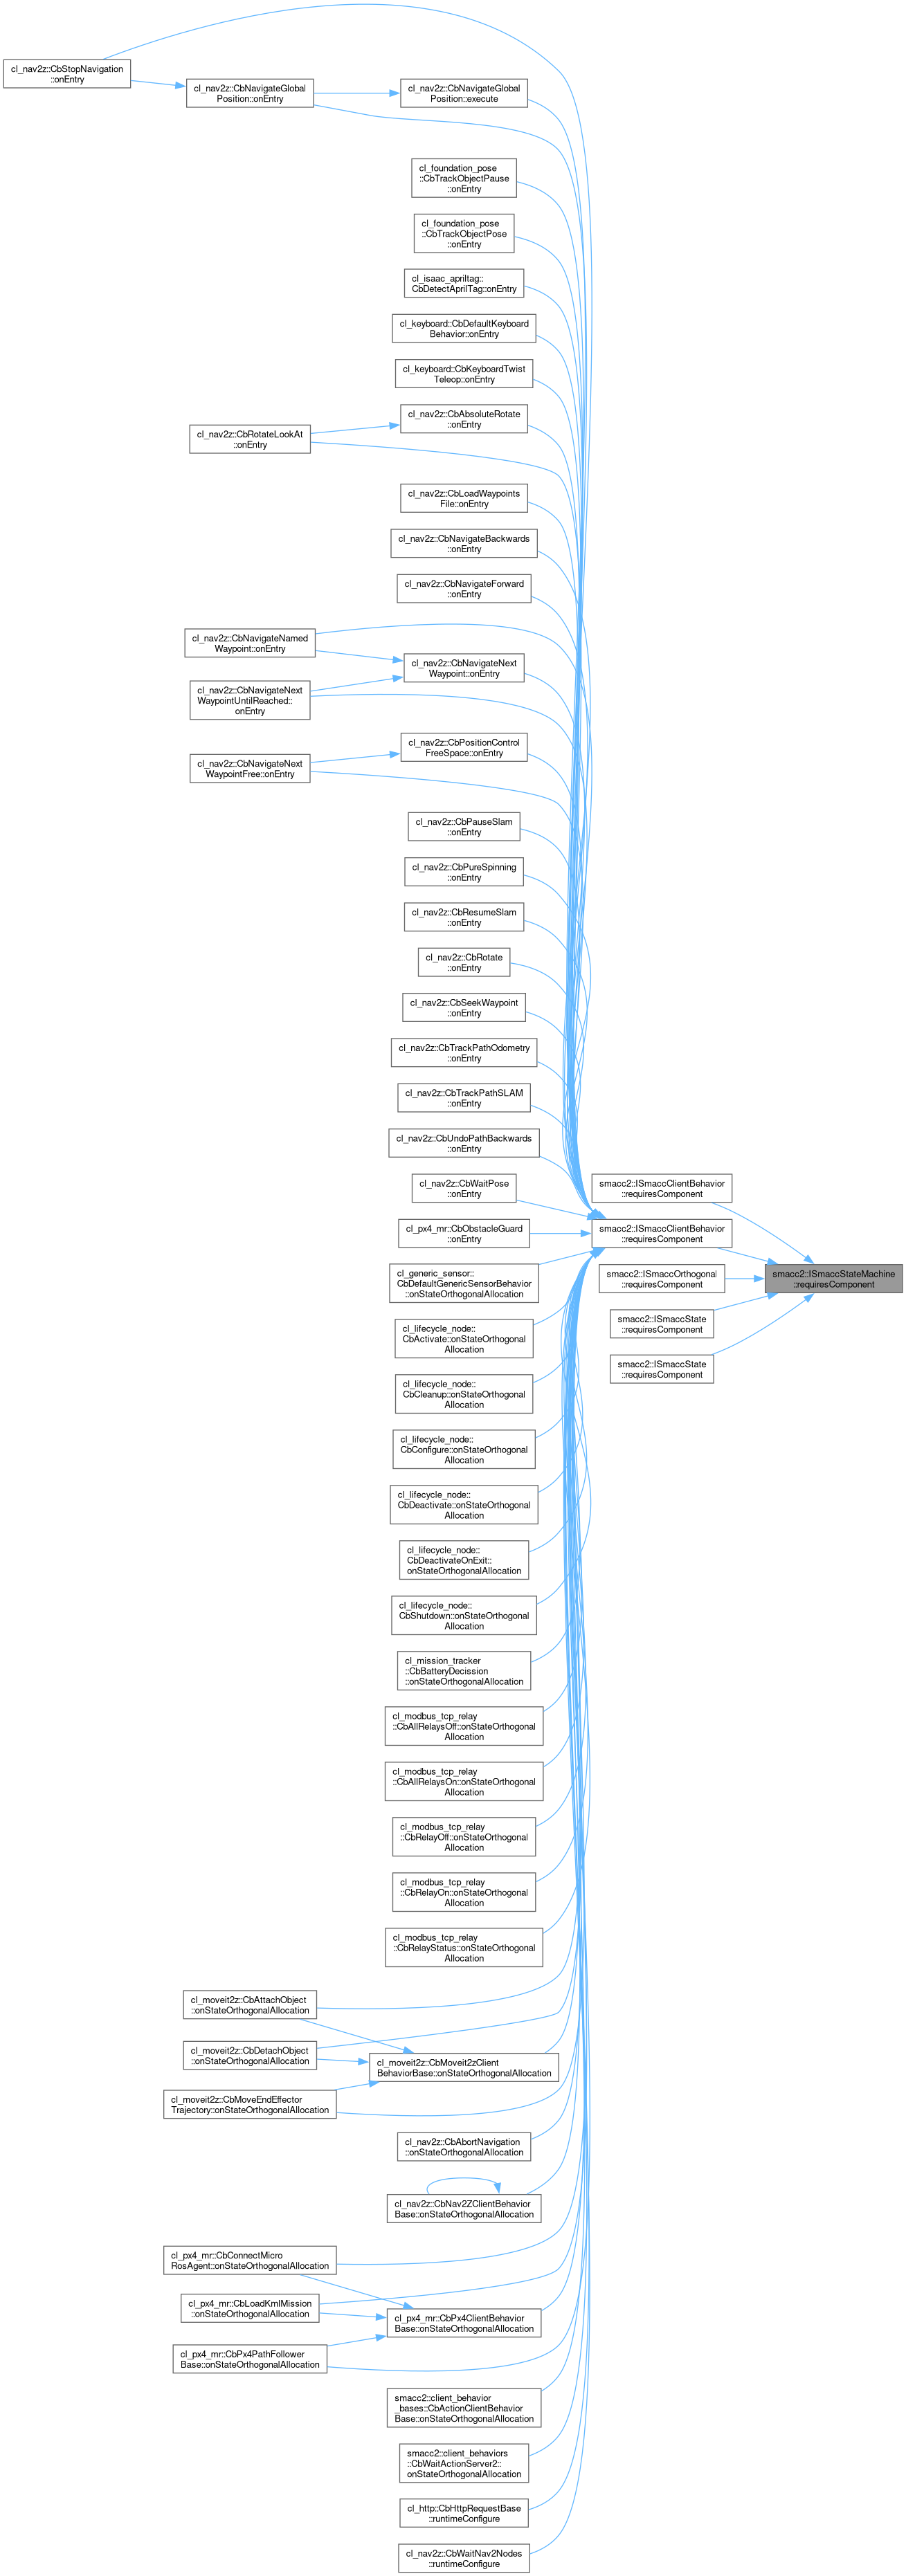 cl_nav2z::CbStopNavigation
::onEntry
cl_nav2z::CbNavigateGlobal
Position::onEntry
cl_nav2z::CbNavigateGlobal
Position::execute
cl_foundation_pose
::CbTrackObjectPause
::onEntry
cl_foundation_pose
::CbTrackObjectPose
::onEntry
cl_isaac_apriltag::
CbDetectAprilTag::onEntry
cl_keyboard::CbDefaultKeyboard
Behavior::onEntry
cl_keyboard::CbKeyboardTwist
Teleop::onEntry
cl_nav2z::CbAbsoluteRotate
::onEntry
cl_nav2z::CbRotateLookAt
::onEntry
cl_nav2z::CbLoadWaypoints
File::onEntry
cl_nav2z::CbNavigateBackwards
::onEntry
cl_nav2z::CbNavigateForward
::onEntry
cl_nav2z::CbNavigateNamed
Waypoint::onEntry
cl_nav2z::CbNavigateNext
Waypoint::onEntry
cl_nav2z::CbNavigateNext
WaypointUntilReached::
onEntry
cl_nav2z::CbPositionControl
FreeSpace::onEntry
cl_nav2z::CbNavigateNext
WaypointFree::onEntry
cl_nav2z::CbPauseSlam
::onEntry
cl_nav2z::CbPureSpinning
::onEntry
cl_nav2z::CbResumeSlam
::onEntry
cl_nav2z::CbRotate
::onEntry
cl_nav2z::CbSeekWaypoint
::onEntry
cl_nav2z::CbTrackPathOdometry
::onEntry
cl_nav2z::CbTrackPathSLAM
::onEntry
cl_nav2z::CbUndoPathBackwards
::onEntry
cl_nav2z::CbWaitPose
::onEntry
smacc2::ISmaccClientBehavior
::requiresComponent
cl_px4_mr::CbObstacleGuard
::onEntry
smacc2::ISmaccClientBehavior
::requiresComponent
cl_generic_sensor::
CbDefaultGenericSensorBehavior
::onStateOrthogonalAllocation
smacc2::ISmaccOrthogonal
::requiresComponent
smacc2::ISmaccStateMachine
::requiresComponent
smacc2::ISmaccState
::requiresComponent
smacc2::ISmaccState
::requiresComponent
cl_lifecycle_node::
CbActivate::onStateOrthogonal
Allocation
cl_lifecycle_node::
CbCleanup::onStateOrthogonal
Allocation
cl_lifecycle_node::
CbConfigure::onStateOrthogonal
Allocation
cl_lifecycle_node::
CbDeactivate::onStateOrthogonal
Allocation
cl_lifecycle_node::
CbDeactivateOnExit::
onStateOrthogonalAllocation
cl_lifecycle_node::
CbShutdown::onStateOrthogonal
Allocation
cl_mission_tracker
::CbBatteryDecission
::onStateOrthogonalAllocation
cl_modbus_tcp_relay
::CbAllRelaysOff::onStateOrthogonal
Allocation
cl_modbus_tcp_relay
::CbAllRelaysOn::onStateOrthogonal
Allocation
cl_modbus_tcp_relay
::CbRelayOff::onStateOrthogonal
Allocation
cl_modbus_tcp_relay
::CbRelayOn::onStateOrthogonal
Allocation
cl_modbus_tcp_relay
::CbRelayStatus::onStateOrthogonal
Allocation
cl_moveit2z::CbAttachObject
::onStateOrthogonalAllocation
cl_moveit2z::CbDetachObject
::onStateOrthogonalAllocation
cl_moveit2z::CbMoveit2zClient
BehaviorBase::onStateOrthogonalAllocation
cl_moveit2z::CbMoveEndEffector
Trajectory::onStateOrthogonalAllocation
cl_nav2z::CbAbortNavigation
::onStateOrthogonalAllocation
cl_nav2z::CbNav2ZClientBehavior
Base::onStateOrthogonalAllocation
cl_px4_mr::CbConnectMicro
RosAgent::onStateOrthogonalAllocation
cl_px4_mr::CbLoadKmlMission
::onStateOrthogonalAllocation
cl_px4_mr::CbPx4ClientBehavior
Base::onStateOrthogonalAllocation
cl_px4_mr::CbPx4PathFollower
Base::onStateOrthogonalAllocation
smacc2::client_behavior
_bases::CbActionClientBehavior
Base::onStateOrthogonalAllocation
smacc2::client_behaviors
::CbWaitActionServer2::
onStateOrthogonalAllocation
cl_http::CbHttpRequestBase
::runtimeConfigure
cl_nav2z::CbWaitNav2Nodes
::runtimeConfigure